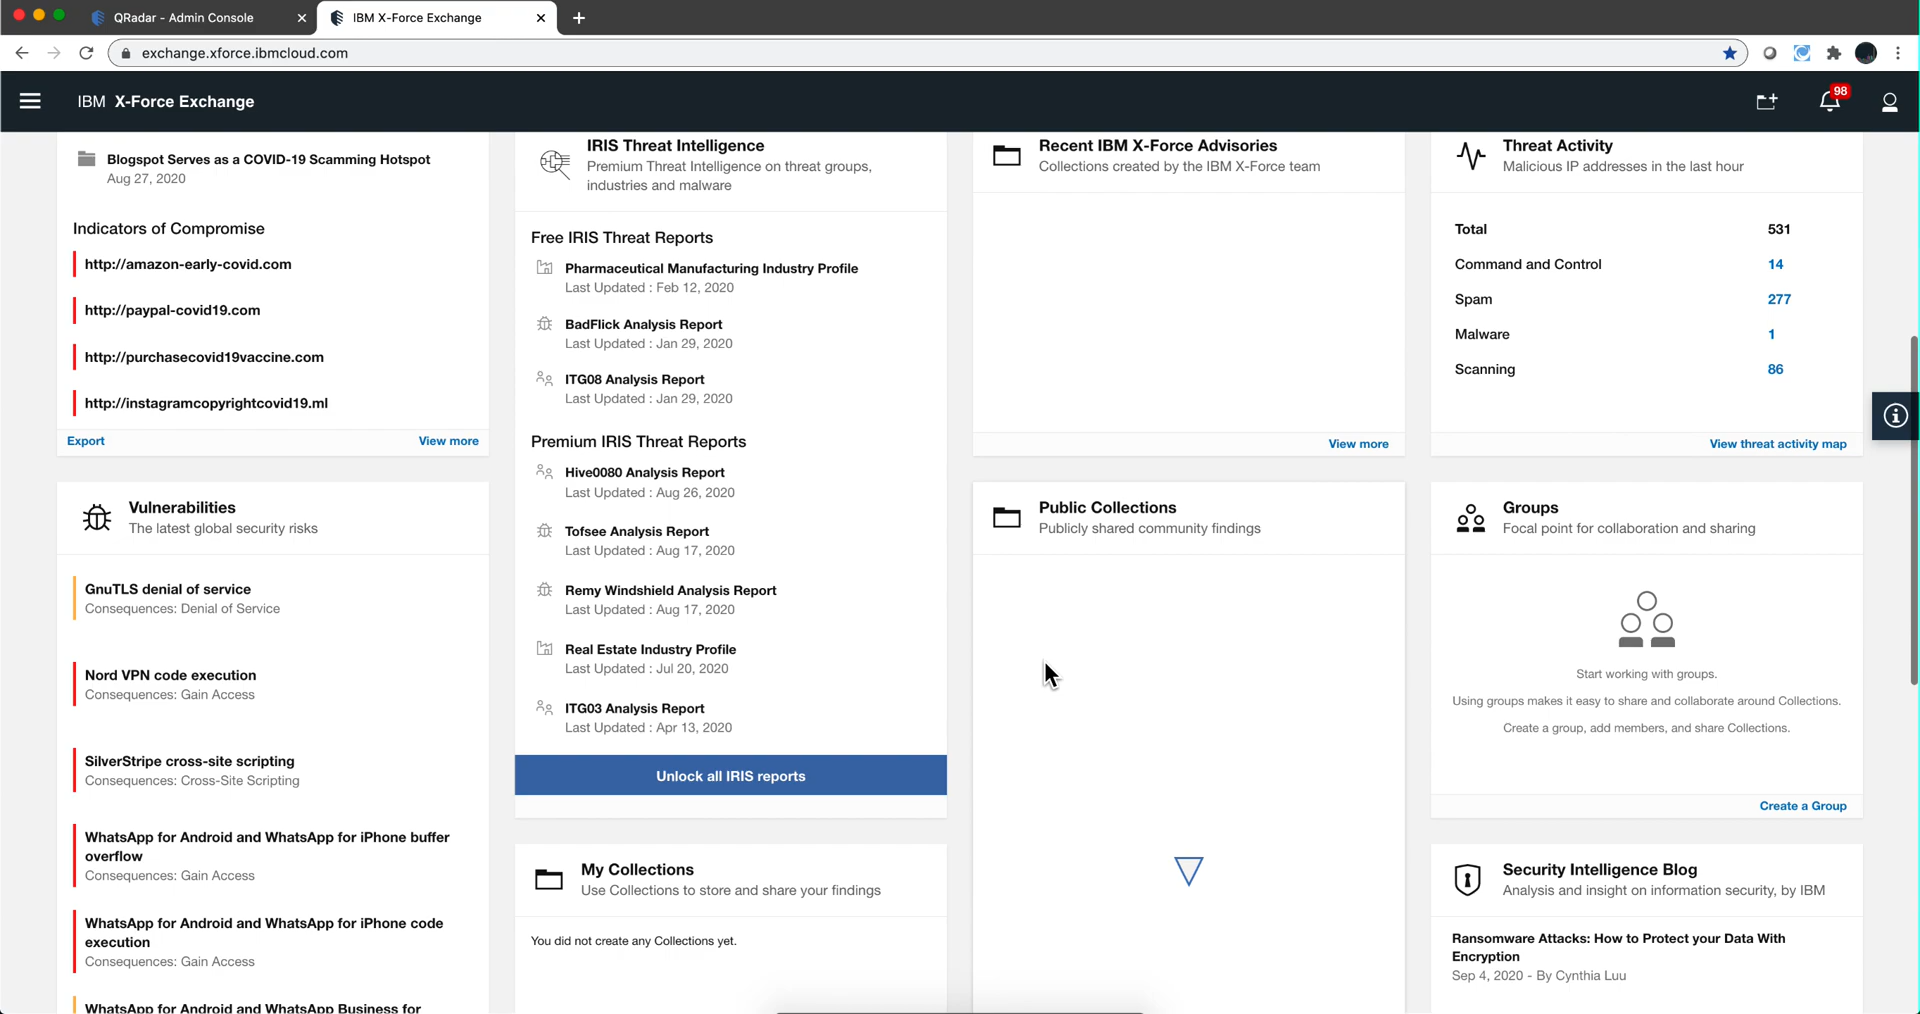 QRadar - Admin Console
IBM X-Force Exchange
exchange.xforce.ibmcloud.com
IBM X-Force Exchange
98
Blogspot Serves as a COVID-19 Scamming Hotspot
Aug 27, 2020
Indicators of Compromise
http://amazon-early-covid.com
http://paypal-covid19.com
http://purchasecovid19vaccine.com
http://instagramcopyrightcovid19.ml
Export
View more
Vulnerabilities
The latest global security risks
GnuTLS denial of service
Consequences: Denial of Service
Nord VPN code execution
Consequences: Gain Access
SilverStripe cross-site scripting
Consequences: Cross-Site Scripting
WhatsApp for Android and WhatsApp for iPhone buffer
overflow
Consequences: Gain Access
WhatsApp for Android and WhatsApp for iPhone code
execution
Consequences: Gain Access
WhatsApp for Android and WhatsApp Business for
IRIS Threat Intelligence
Premium Threat Intelligence on threat groups,
industries and malware
Free IRIS Threat Reports
Pharmaceutical Manufacturing Industry Profile
Last Updated : Feb 12, 2020
BadFlick Analysis Report
Last Updated : Jan 29, 2020
ITG08 Analysis Report
Last Updated : Jan 29, 2020
Premium IRIS Threat Reports
Hive0080 Analysis Report
Last Updated : Aug 26, 2020
Tofsee Analysis Report
Last Updated : Aug 17, 2020
Remy Windshield Analysis Report
Last Updated : Aug 17, 2020
Real Estate Industry Profile
Last Updated : Jul 20, 2020
ITG03 Analysis Report
Last Updated : Apr 13, 2020
Unlock all IRIS reports
My Collections
Use Collections to store and share your findings
You did not create any Collections yet.
Recent IBM X-Force Advisories
Collections created by the IBM X-Force team
View more
Public Collections
Publicly shared community findings
Threat Activity
Malicious IP addresses in the last hour
Total 531
Command and Control 14
Spam 277
Malware 1
Scanning 86
View threat activity map
Groups
Focal point for collaboration and sharing
Start working with groups.
Using groups makes it easy to share and collaborate around Collections.
Create a group, add members, and share Collections.
Create a Group
Security Intelligence Blog
Analysis and insight on information security, by IBM
Ransomware Attacks: How to Protect your Data With
Encryption
Sep 4, 2020 - By Cynthia Luu